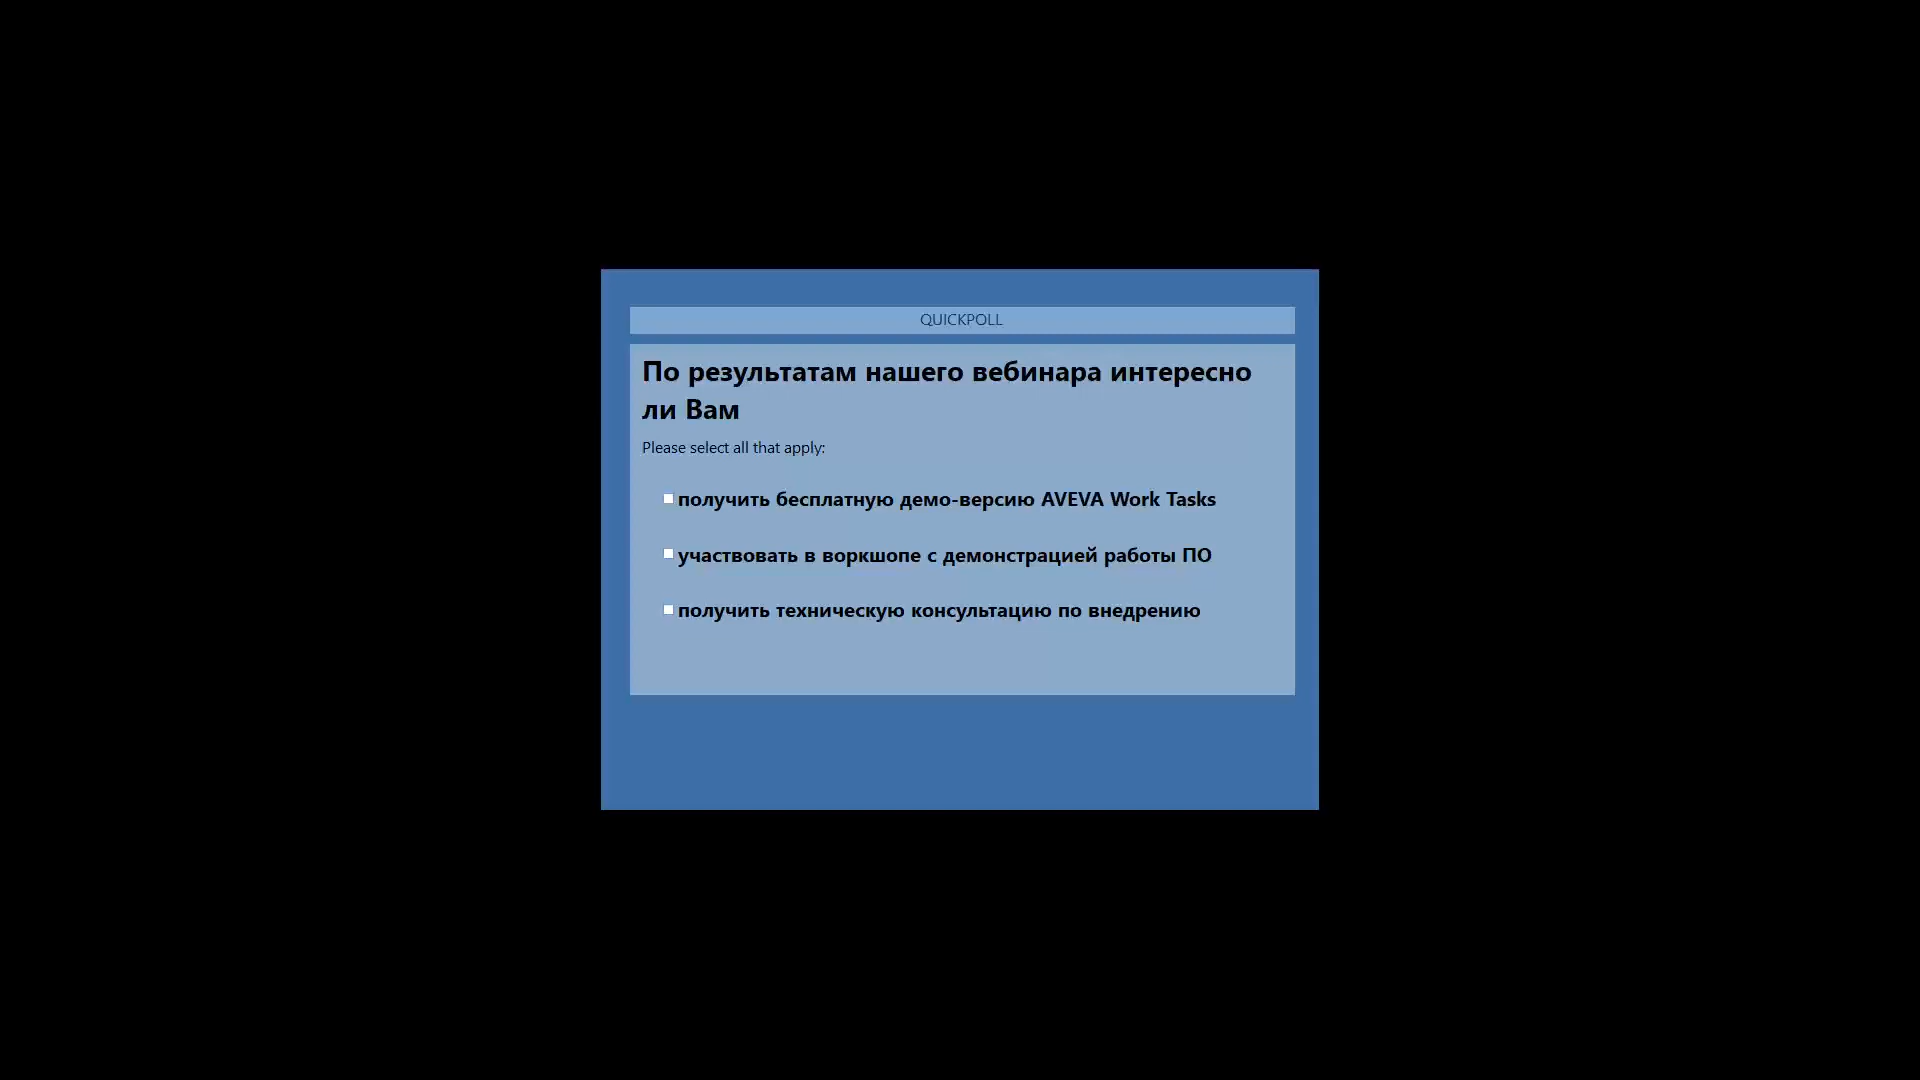 QUICKPOLL
По результатам нашего вебинара интересно
ли Вам
Please select all that apply:
получить бесплатную демо-версию AVEVA Work Tasks
участвовать в воркшопе с демонстрацией работы ПО
получить техническую консультацию по внедрению